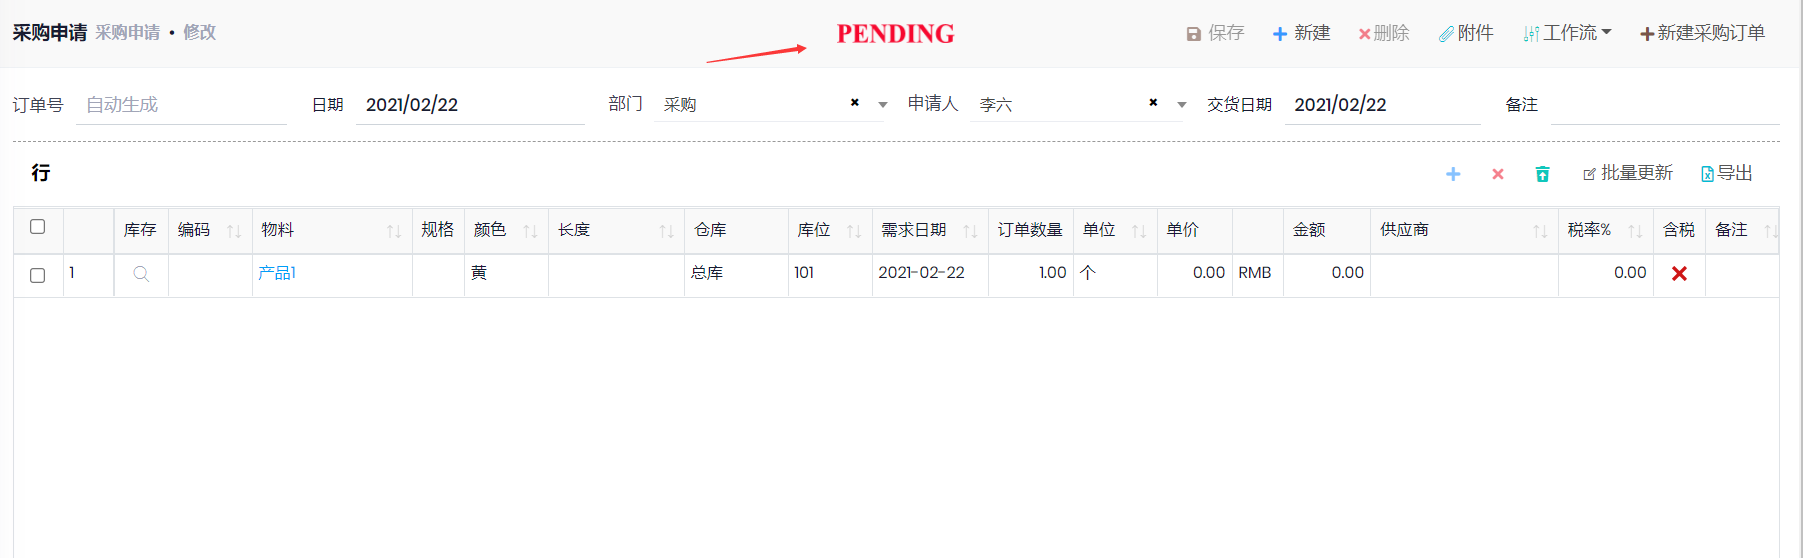 采购申请 采购申请 • 修改 PENDING 保存 新建 删除 附件 工作流 新建采购订单
订单号 自动生成 日期 2021/02/22 部门 采购 申请人 李六 交货日期 2021/02/22 备注
行 批量更新 导出
库存 编码 物料 规格 颜色 长度 仓库 库位 需求日期 订单数量 单位 单价 金额 供应商 税率% 含税 备注
1 产品1 黄 总库 101 2021-02-22 1.00 个 0.00 RMB 0.00 0.00